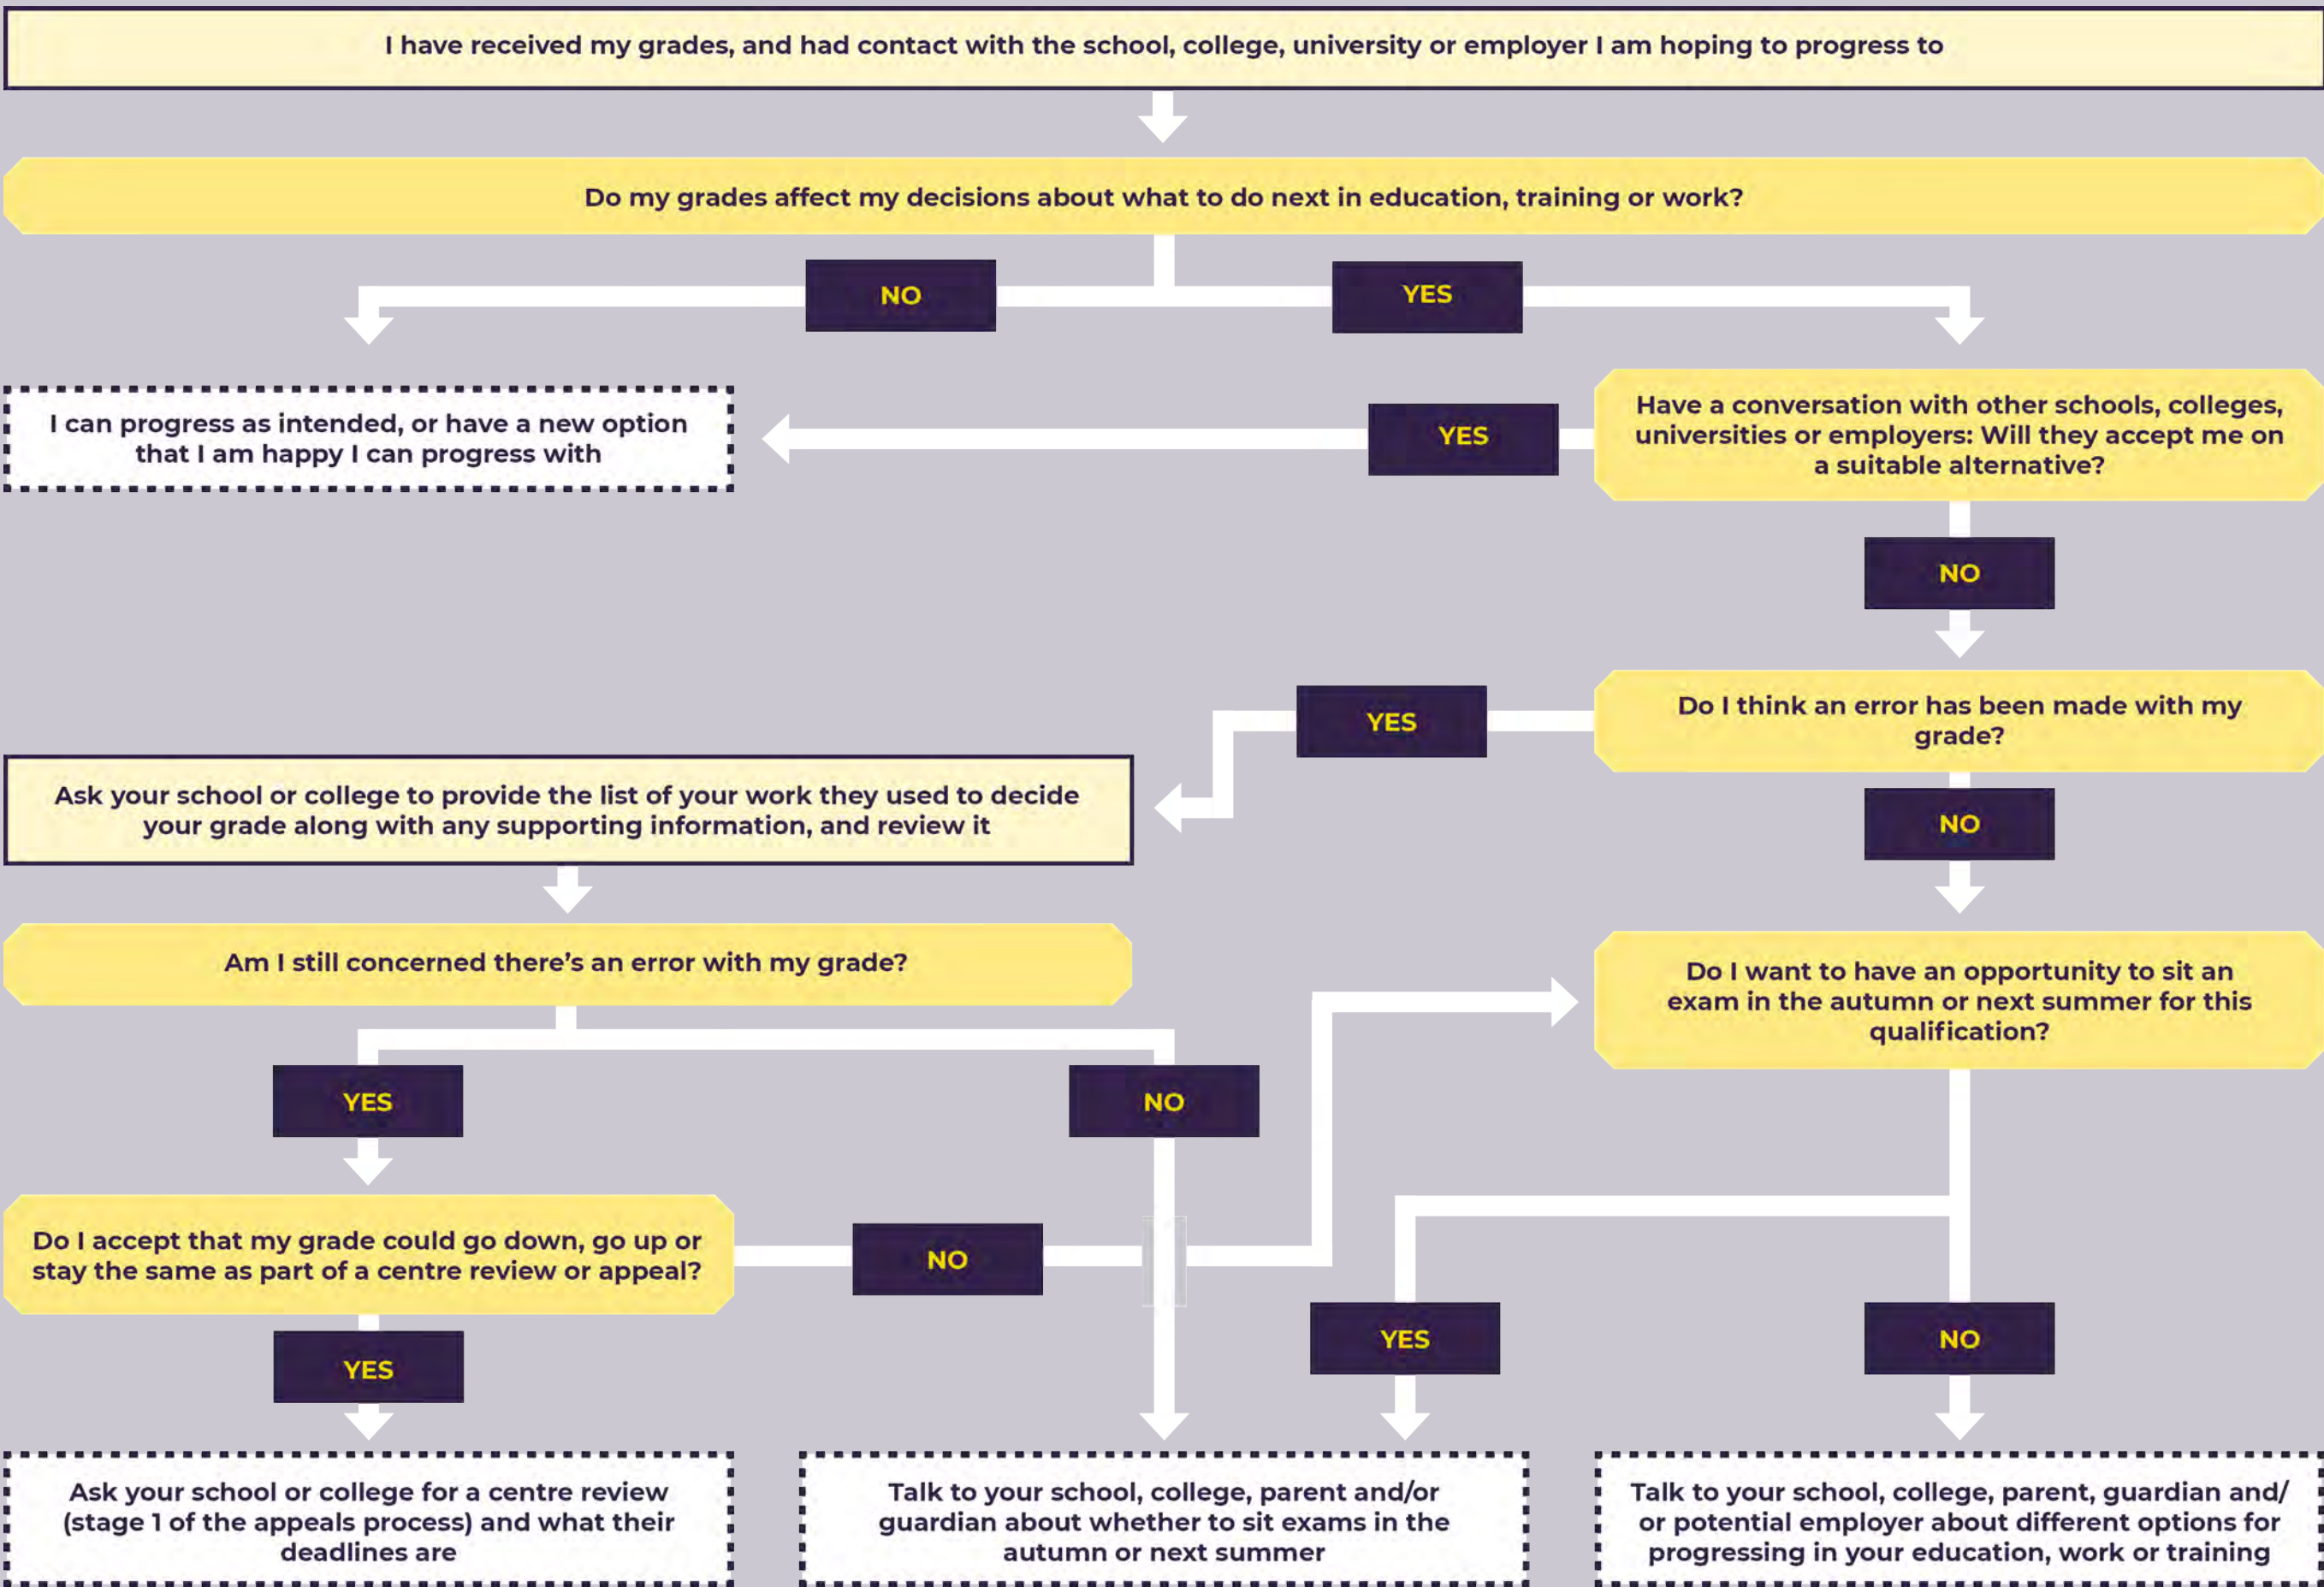 I have received my grades, and had contact with the school, college, university or employer I am hoping to progress to
Do my grades affect my decisions about what to do next in education, training or work?
NO
YES
I can progress as intended, or have a new option
that I am happy I can progress with
YES
Have a conversation with other schools, colleges,
universities or employers: Will they accept me on
a suitable alternative?
NO
YES
Do I think an error has been made with my
grade?
Ask your school or college to provide the list of your work they used to decide
your grade along with any supporting information, and review it
NO
Am I still concerned there's an error with my grade?
Do I want to have an opportunity to sit an
exam in the autumn or next summer for this
qualification?
YES
NO
Do I accept that my grade could go down, go up or
stay the same as part of a centre review or appeal?
NO
YES
YES
NO
Ask your school or college for a centre review
(stage 1 of the appeals process) and what their
deadlines are
Talk to your school, college, parent and/or
guardian about whether to sit exams in the
autumn or next summer
Talk to your school, college, parent, guardian and/
or potential employer about different options for
progressing in your education, work or training